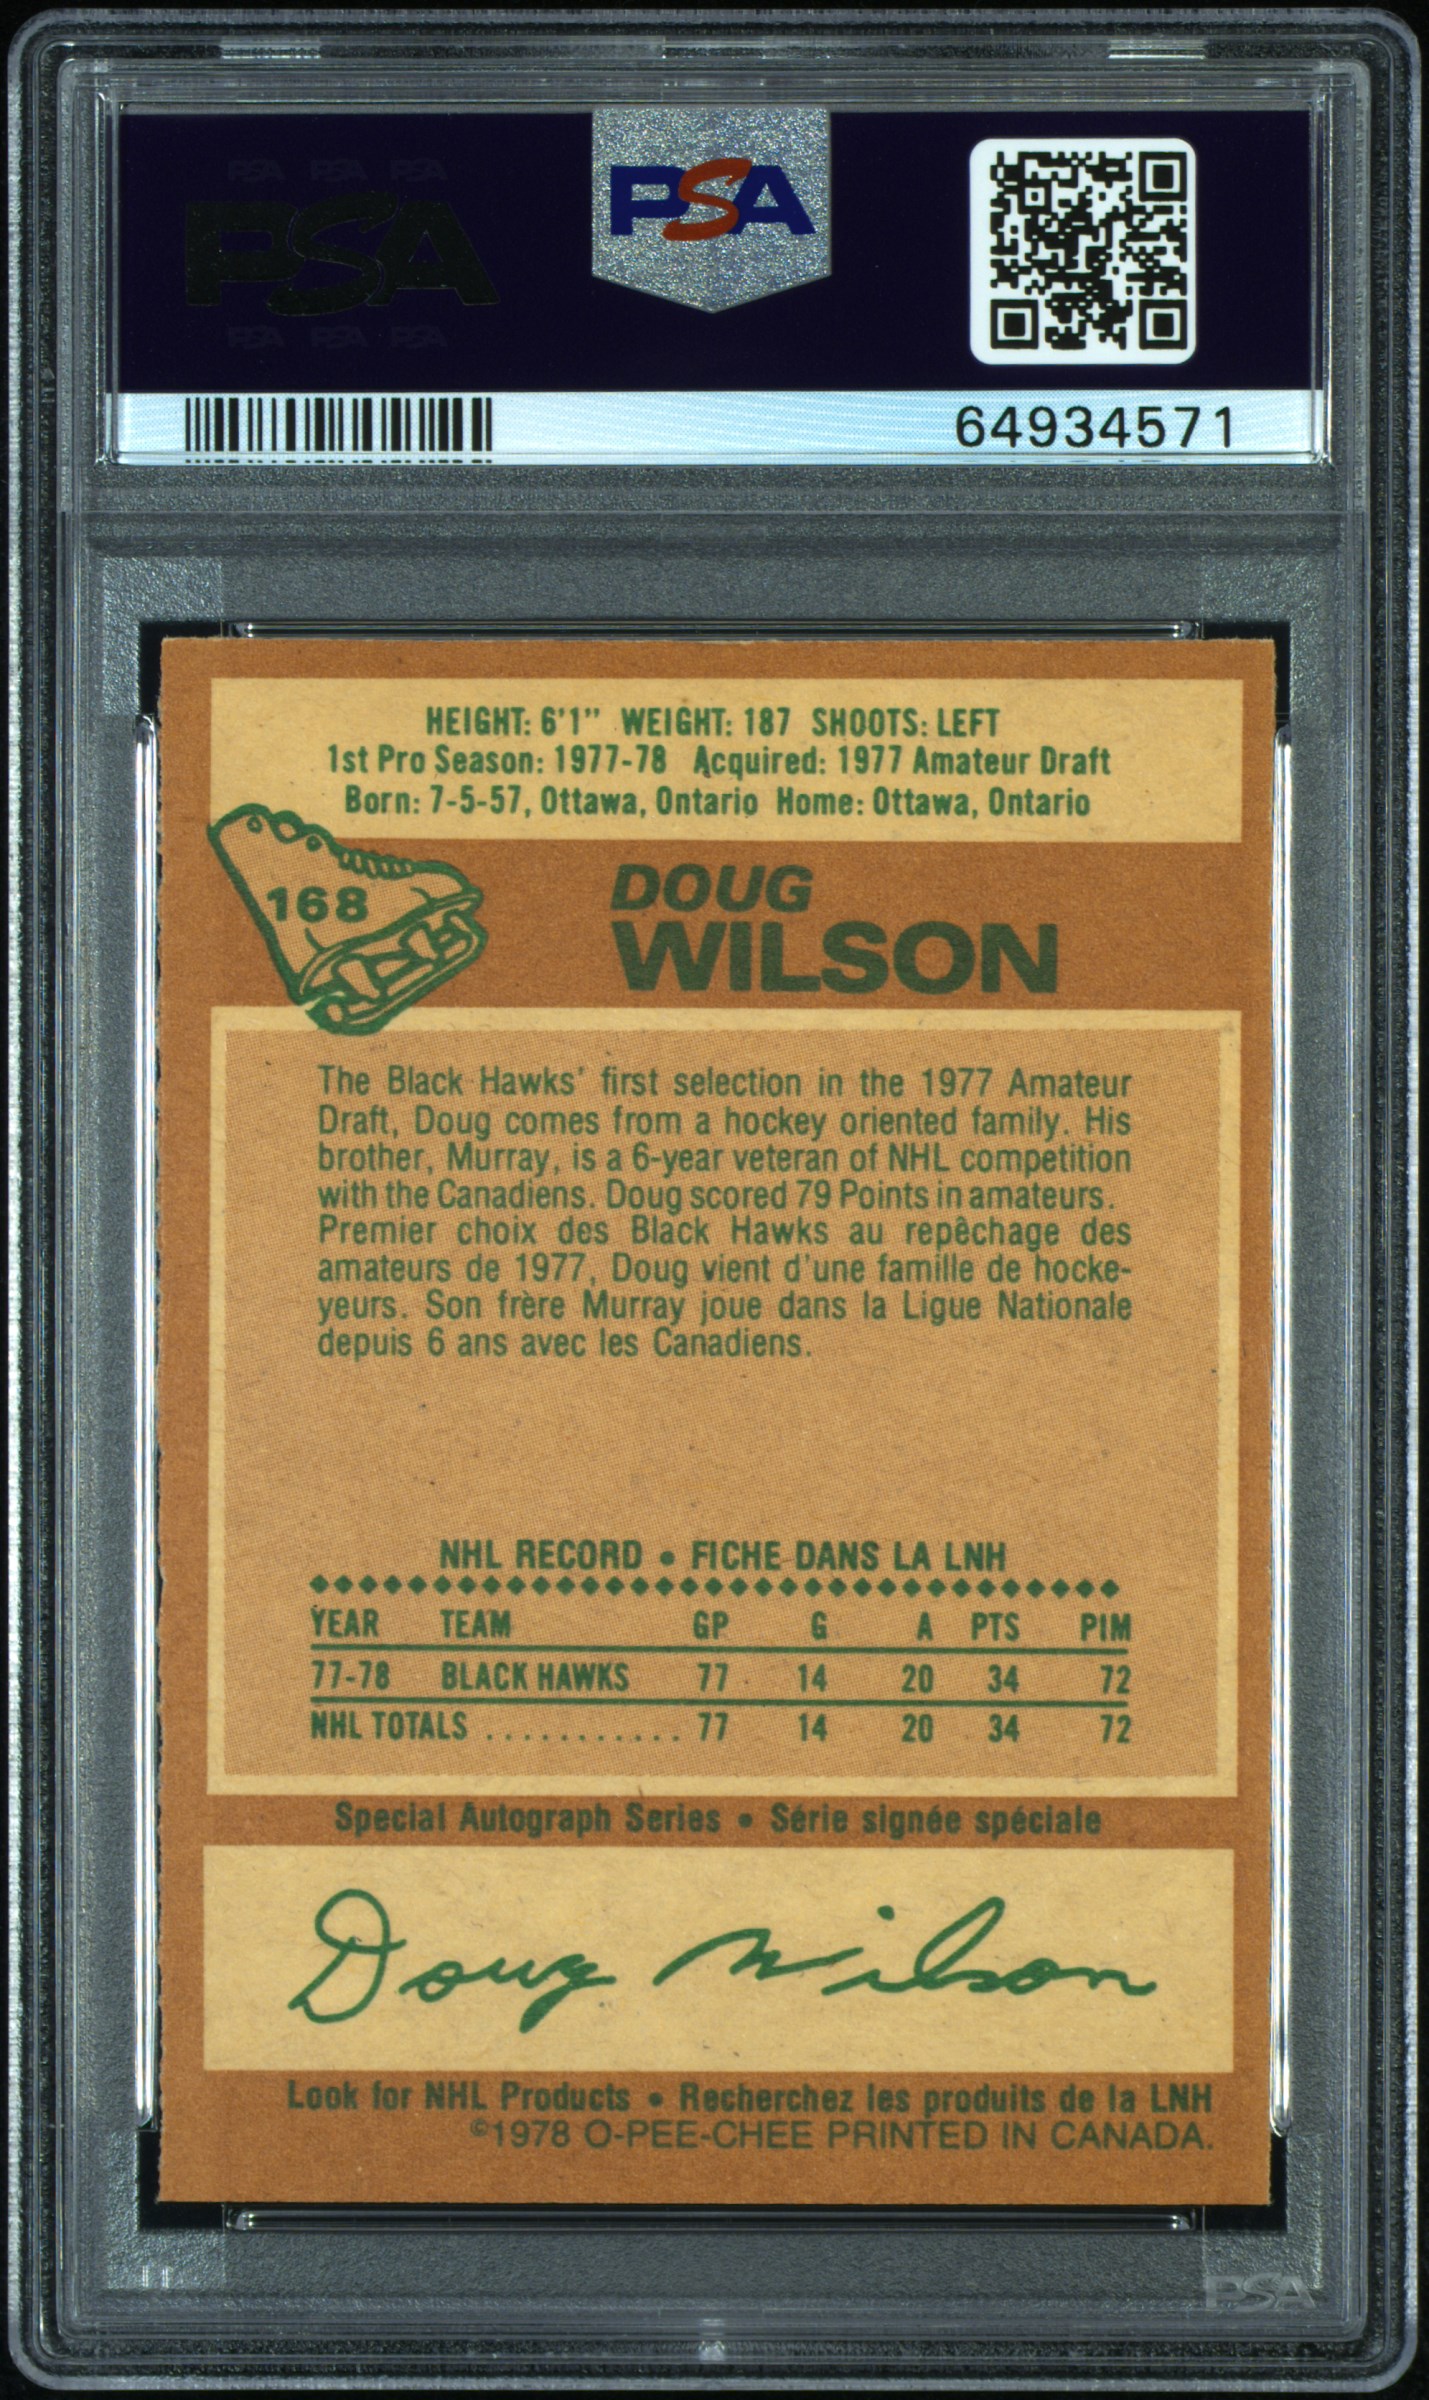 PSA PSA PSA
PSA
PSA PSA PSA
PSA
64934571
HEIGHT: 6'1" WEIGHT: 187 SHOOTS: LEFT
1st Pro Season: 1977-78 Acquired: 1977 Amateur Draft
Born: 7-5-57, Ottawa, Ontario Home: Ottawa, Ontario
168
DOUG
WILSON
The Black Hawks' first selection in the 1977 Amateur
Draft, Doug comes from a hockey oriented family. His
brother, Murray, is a 6-year veteran of NHL competition
with the Canadiens. Doug scored 79 Points in amateurs.
Premier choix des Black Hawks au repêchage des
amateurs de 1977, Doug vient d'une famille de hocke-
yeurs. Son frère Murray joue dans la Ligue Nationale
depuis 6 ans avec les Canadiens.
NHL RECORD • FICHE DANS LA LNH
YEAR TEAM GP G A PTS PIM
77-78 BLACK HAWKS 77 14 20 34 72
NHL TOTALS ........... 77 14 20 34 72
Special Autograph Series • Série signée spéciale
Doug Wilson
Look for NHL Products • Recherchez les produits de la LNH
©1978 O-PEE-CHEE PRINTED IN CANADA.
PSA